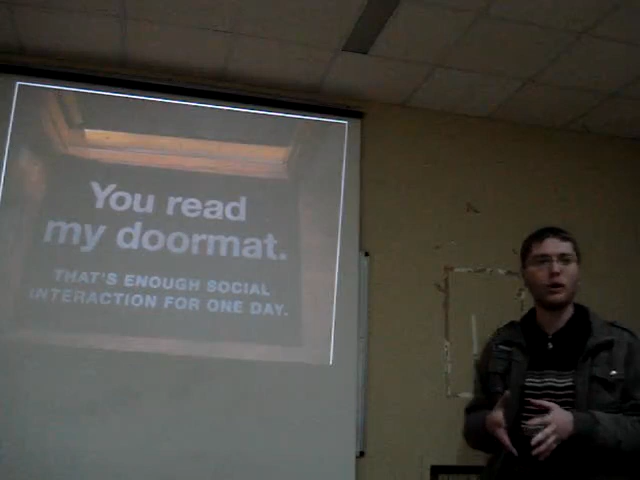 You read
my doormat.
THAT'S ENOUGH SOCIAL
INTERACTION FOR ONE DAY.